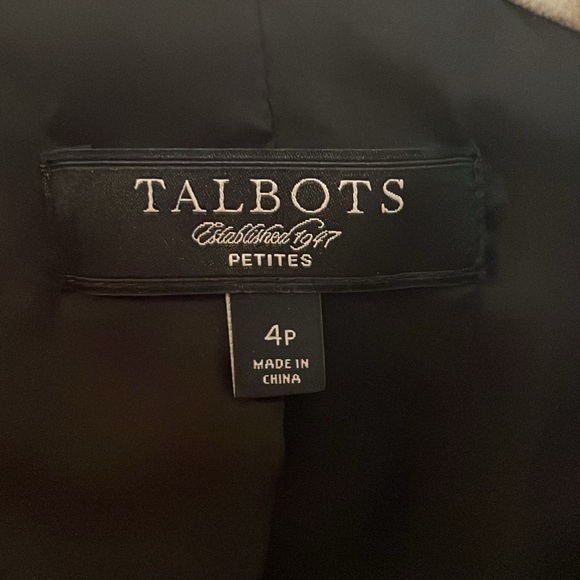 TALBOTS
Established 1947
PETITES
4P
MADE IN
CHINA